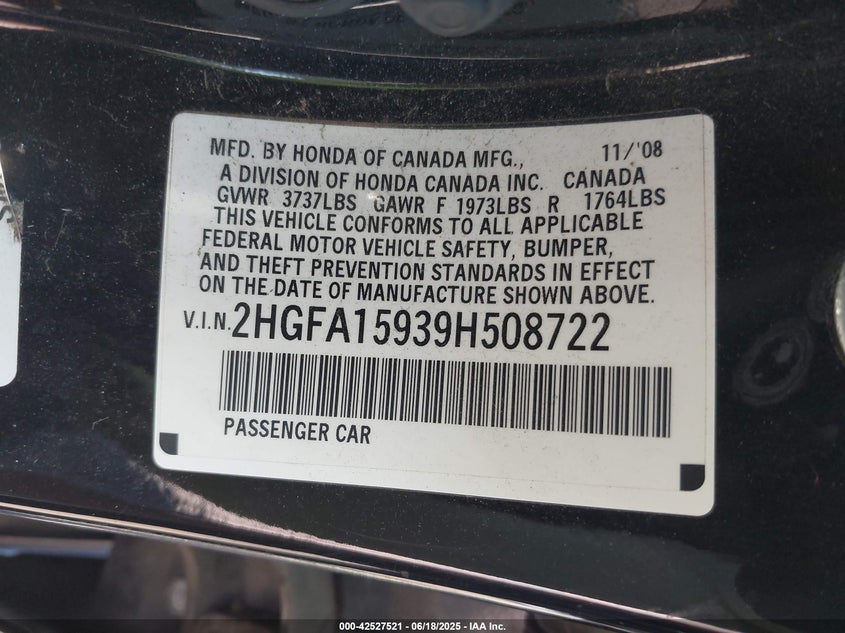 MFD. BY HONDA OF CANADA MFG., 11/'08
A DIVISION OF HONDA CANADA INC. CANADA
GVWR 3737LBS GAWR F 1973LBS R 1764LBS
THIS VEHICLE CONFORMS TO ALL APPLICABLE
FEDERAL MOTOR VEHICLE SAFETY, BUMPER,
AND THEFT PREVENTION STANDARDS IN EFFECT
ON THE DATE OF MANUFACTURE SHOWN ABOVE.
V.I.N. 2HGFA15939H508722
PASSENGER CAR
000-42527521 - 06/18/2025 - IAA Inc.